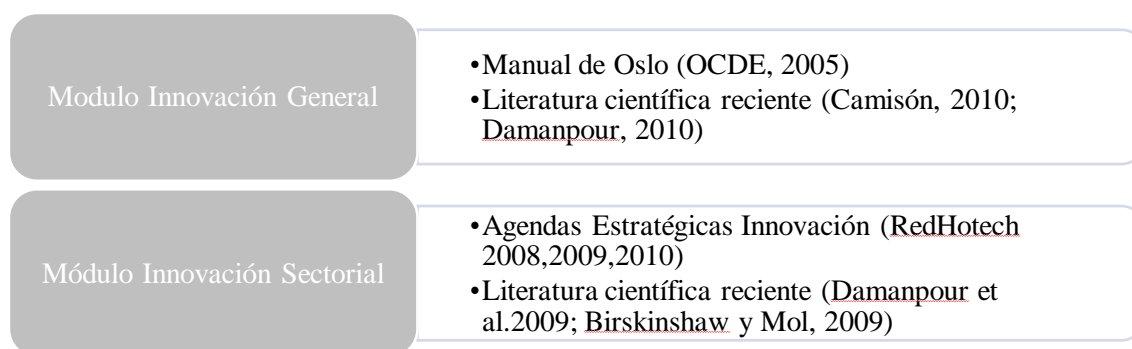 Modulo Innovación General
•Manual de Oslo (OCDE, 2005)
•Literatura científica reciente (Camisón, 2010;
Damanpour, 2010)
Módulo Innovación Sectorial
•Agendas Estratégicas Innovación (RedHotech
2008,2009,2010)
•Literatura científica reciente (Damanpour et
al.2009; Birskinshaw y Mol, 2009)